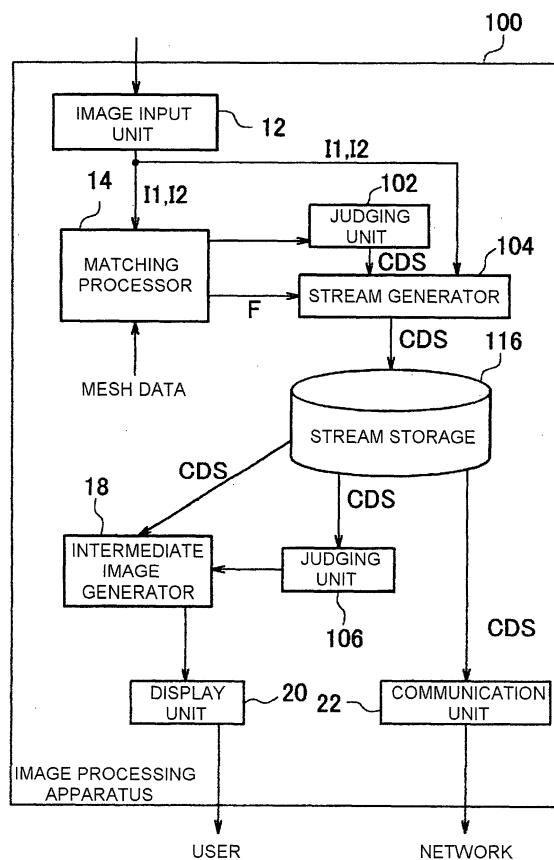 100
IMAGE INPUT
UNIT
12
I1,I2
I1,I2
14
102
JUDGING
UNIT
104
MATCHING
PROCESSOR
CDS
STREAM GENERATOR
F
CDS
MESH DATA
116
STREAM STORAGE
CDS
CDS
18
INTERMEDIATE
IMAGE
GENERATOR
JUDGING
UNIT
106
CDS
DISPLAY
UNIT
20
22
COMMUNICATION
UNIT
IMAGE PROCESSING
APPARATUS
USER
NETWORK